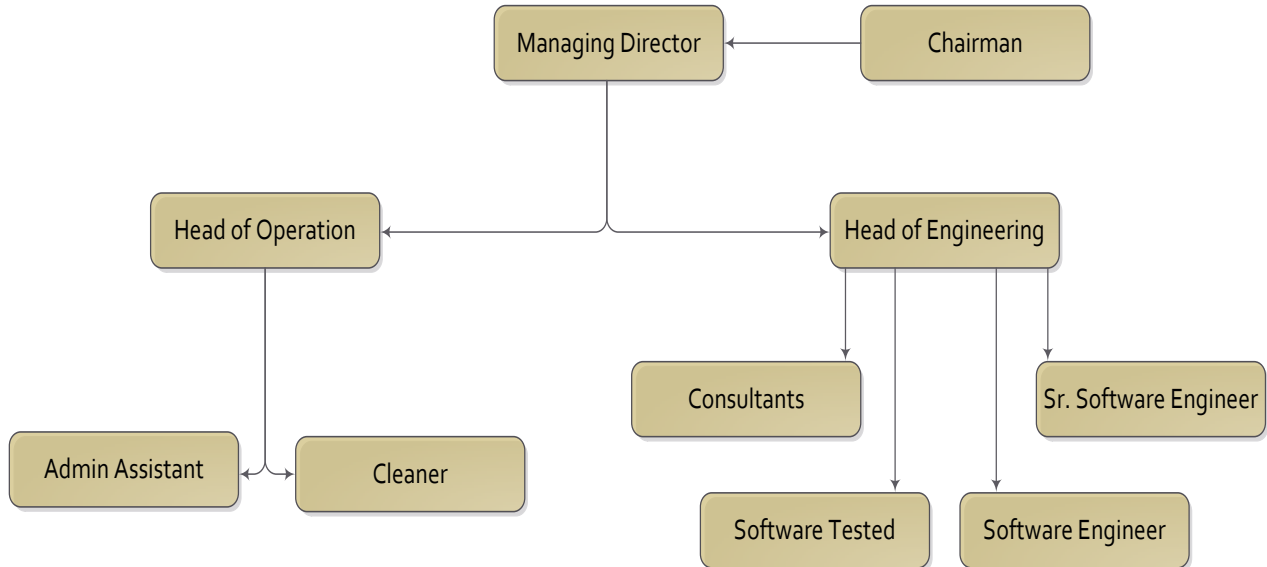 Managing Director
Chairman
Head of Operation
Head of Engineering
Consultants
Sr. Software Engineer
Admin Assistant
Cleaner
Software Tested
Software Engineer